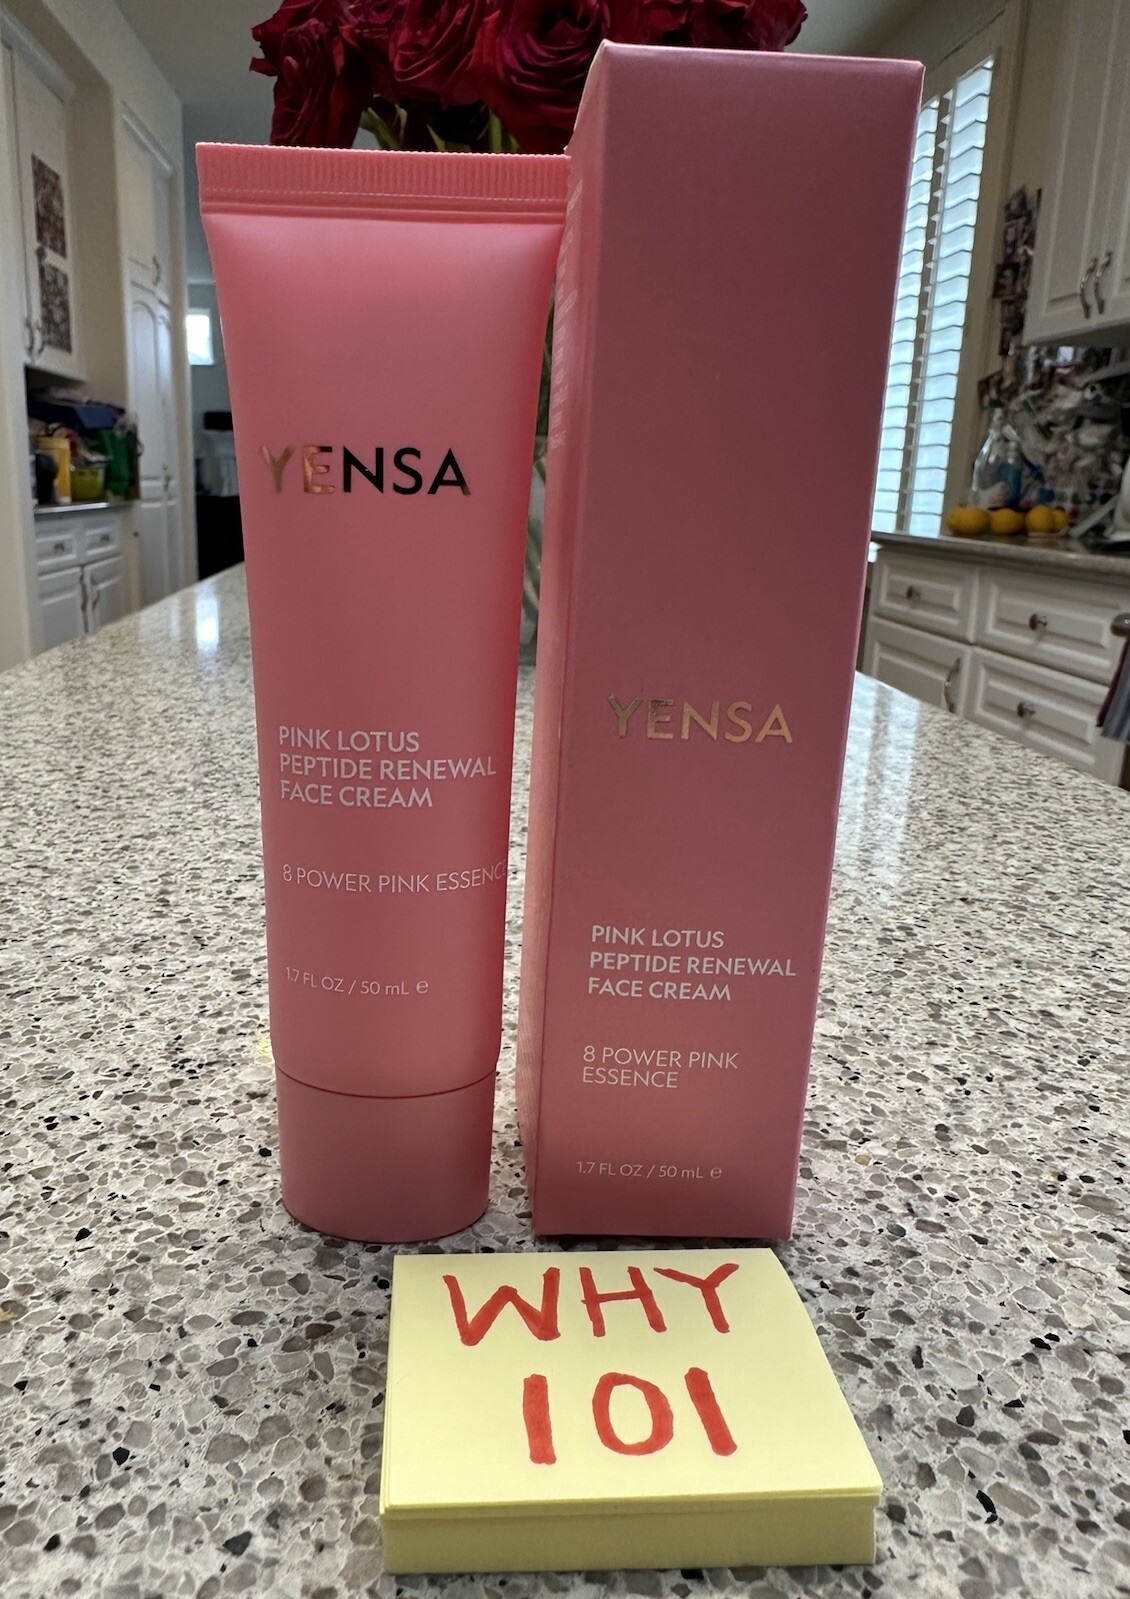 YENSA
PINK LOTUS
PEPTIDE RENEWAL
FACE CREAM
8 POWER PINK ESSENCE
1.7 FL OZ / 50 mL ℮
YENSA
PINK LOTUS
PEPTIDE RENEWAL
FACE CREAM
8 POWER PINK
ESSENCE
1.7 FL OZ / 50 mL ℮
WHY
101